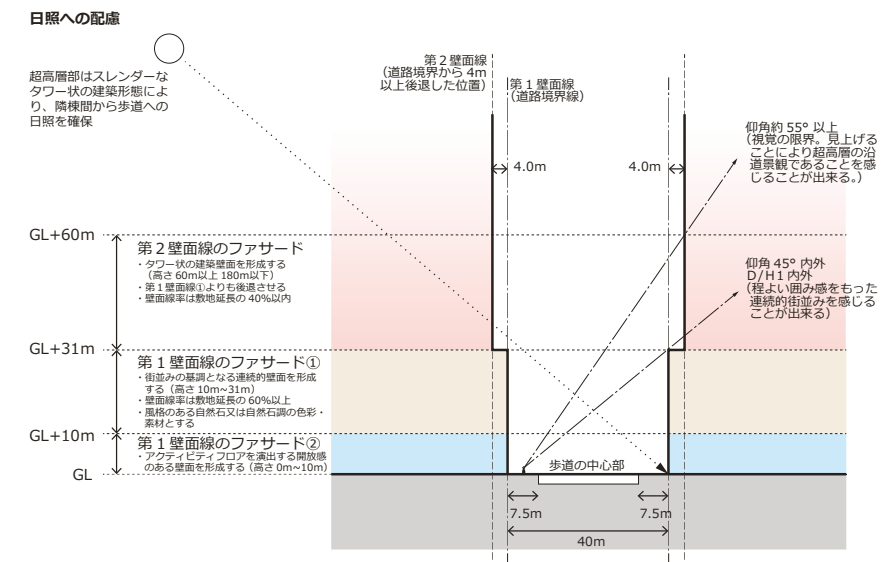 日照への配慮
超高層部はスレンダーな
タワー状の建築形態によ
り、隣棟間から歩道への
日照を確保
第２壁面線
（道路境界から 4m
以上後退した位置）
第１壁面線
（道路境界線）
4.0m
4.0m
仰角約 55° 以上
（視覚の限界。見上げる
ことにより超高層の沿
道景観であることを感
じることが出来る。）
仰角 45° 内外
D/H1 内外
（程よい囲み感をもった
連続的街並みを感じる
ことが出来る）
GL+60m
第２壁面線のファサード
・タワー状の建築壁面を形成する
（高さ 60m以上 180m以下）
・第１壁面線①よりも後退させる
・壁面線率は敷地延長の 40%以内
GL+31m
第１壁面線のファサード①
・街並みの基調となる連続的壁面を形成
する（高さ 10m~31m）
・壁面線率は敷地延長の 60%以上
・風格のある自然石又は自然石調の色彩・
素材とする
GL+10m
第１壁面線のファサード②
・アクティビティフロアを演出する開放感
のある壁面を形成する（高さ 0m~10m）
GL
歩道の中心部
7.5m
7.5m
40m